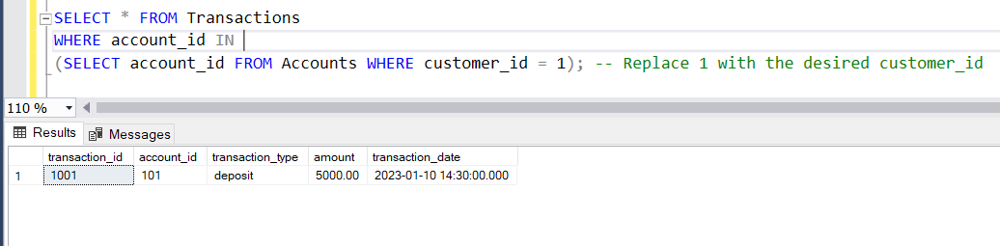 SELECT * FROM Transactions
WHERE account_id IN
(SELECT account_id FROM Accounts WHERE customer_id = 1); -- Replace 1 with the desired customer_id
110 %
Results Messages
transaction_id account_id transaction_type amount transaction_date
1 1001 101 deposit 5000.00 2023-01-10 14:30:00.000